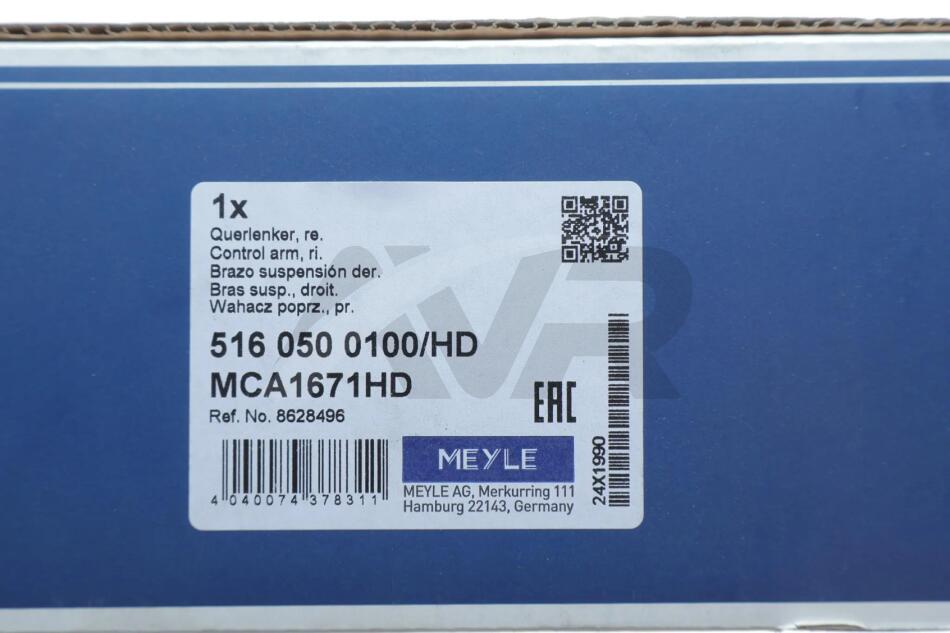 1x
Querlenker, re.
Control arm, ri.
Brazo suspensión der.
Bras susp., droit.
Wahacz poprz., pr.
516 050 0100/HD
MCA1671HD
Ref. No. 8628496
EAC
4 040074 378311
MEYLE
MEYLE AG, Merkurring 111
Hamburg 22143, Germany
24X1990
IVR